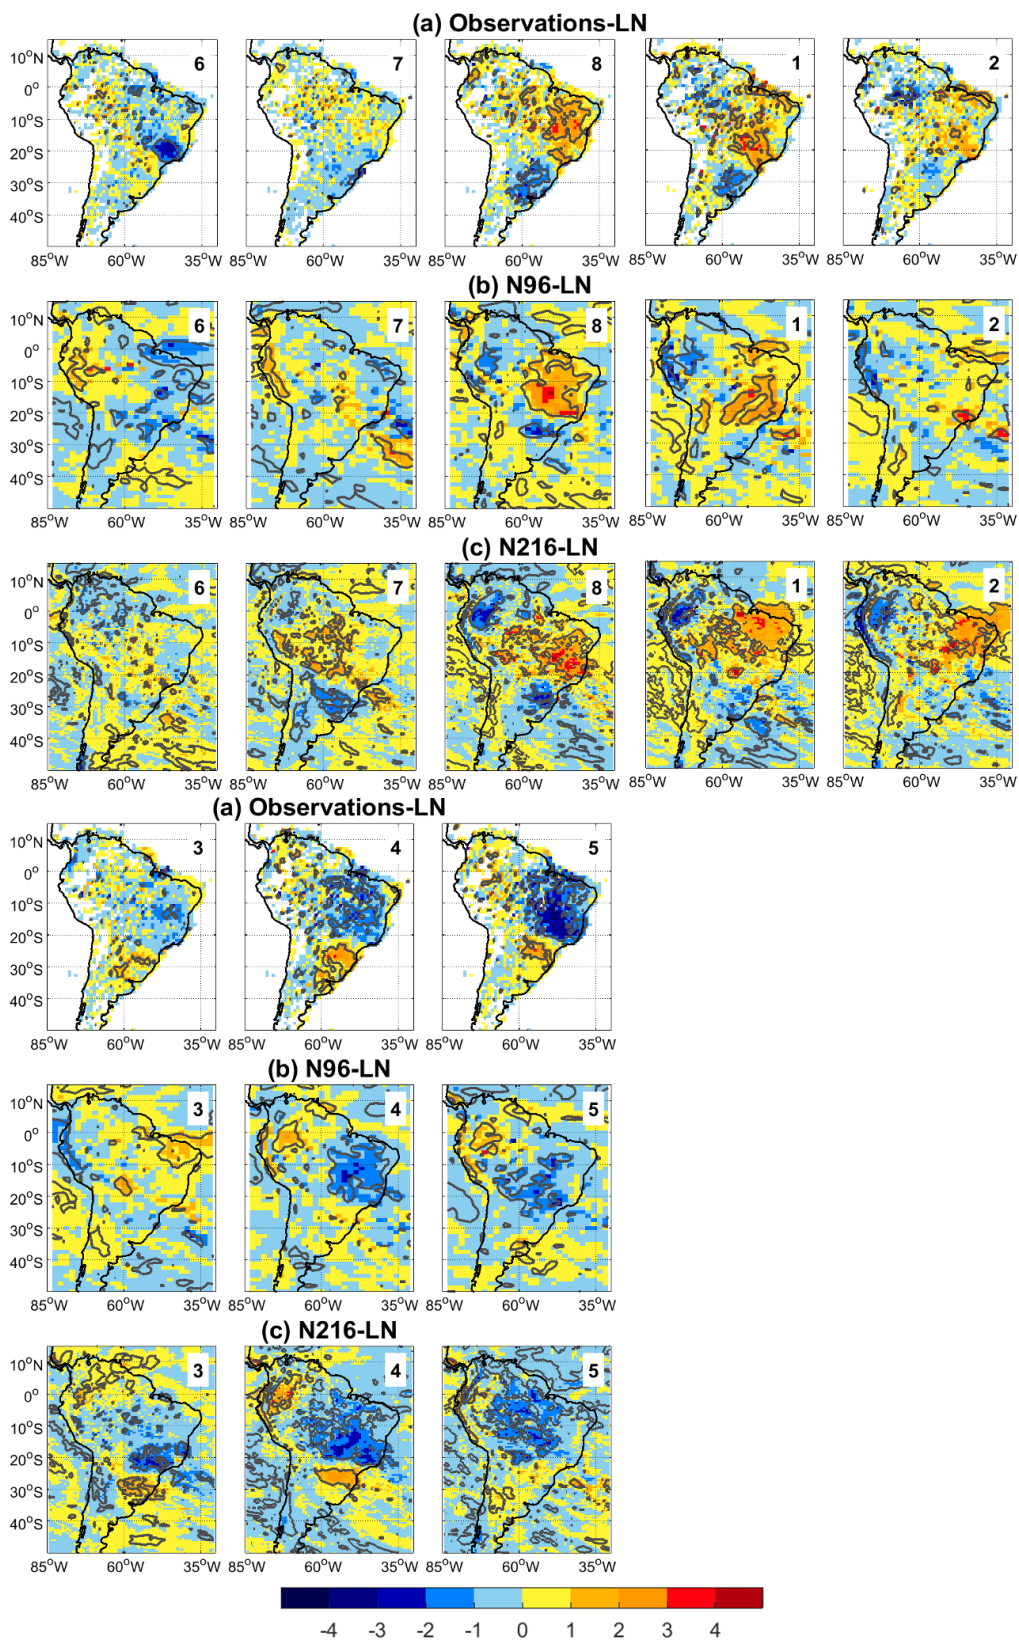 (a) Observations-LN
10°N 0° 10°S 20°S 30°S 40°S
6 7 8 1 2
85°W 60°W 35°W 85°W 60°W 35°W 85°W 60°W 35°W 85°W 60°W 35°W 85°W 60°W 35°W
(b) N96-LN
10°N 0° 10°S 20°S 30°S 40°S
6 7 8 1 2
85°W 60°W 35°W 85°W 60°W 35°W 85°W 60°W 35°W 85°W 60°W 35°W 85°W 60°W 35°W
(c) N216-LN
10°N 0° 10°S 20°S 30°S 40°S
6 7 8 1 2
85°W 60°W 35°W 85°W 60°W 35°W 85°W 60°W 35°W 85°W 60°W 35°W 85°W 60°W 35°W
(a) Observations-LN
10°N 0° 10°S 20°S 30°S 40°S
3 4 5
85°W 60°W 35°W 85°W 60°W 35°W 85°W 60°W 35°W
(b) N96-LN
10°N 0° 10°S 20°S 30°S 40°S
3 4 5
85°W 60°W 35°W 85°W 60°W 35°W 85°W 60°W 35°W
(c) N216-LN
10°N 0° 10°S 20°S 30°S 40°S
3 4 5
85°W 60°W 35°W 85°W 60°W 35°W 85°W 60°W 35°W
-4 -3 -2 -1 0 1 2 3 4